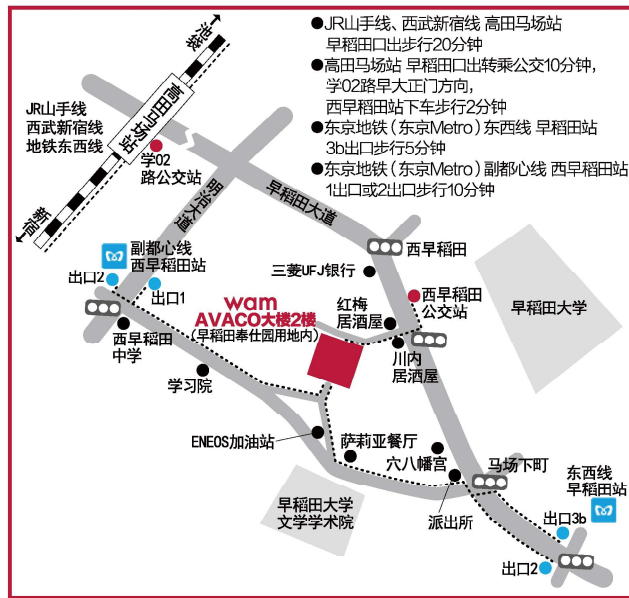 ●JR山手线、西武新宿线 高田马场站
早稻田口出步行20分钟
●高田马场站 早稻田口出转乘公交10分钟，
学02路早大正门方向，
西早稻田站下车步行2分钟
●东京地铁（东京Metro）东西线 早稻田站
3b出口步行5分钟
●东京地铁（东京Metro）副都心线 西早稻田站
1出口或2出口步行10分钟
池袋
高田马场站
JR山手线
西武新宿线
地铁东西线
学02
路公交站
新宿
明治大道
早稻田大道
西早稻田
副都心线
西早稻田站
出口2
出口1
三菱UFJ银行
西早稻田
公交站
早稻田大学
wam
AVACO大楼2楼
（早稻田奉仕园用地内）
红梅
居酒屋
川内
居酒屋
西早稻田
中学
学习院
ENEOS加油站
萨莉亚餐厅
穴八幡宫
马场下町
东西线
早稻田站
早稻田大学
文学学术院
派出所
出口3b
出口2